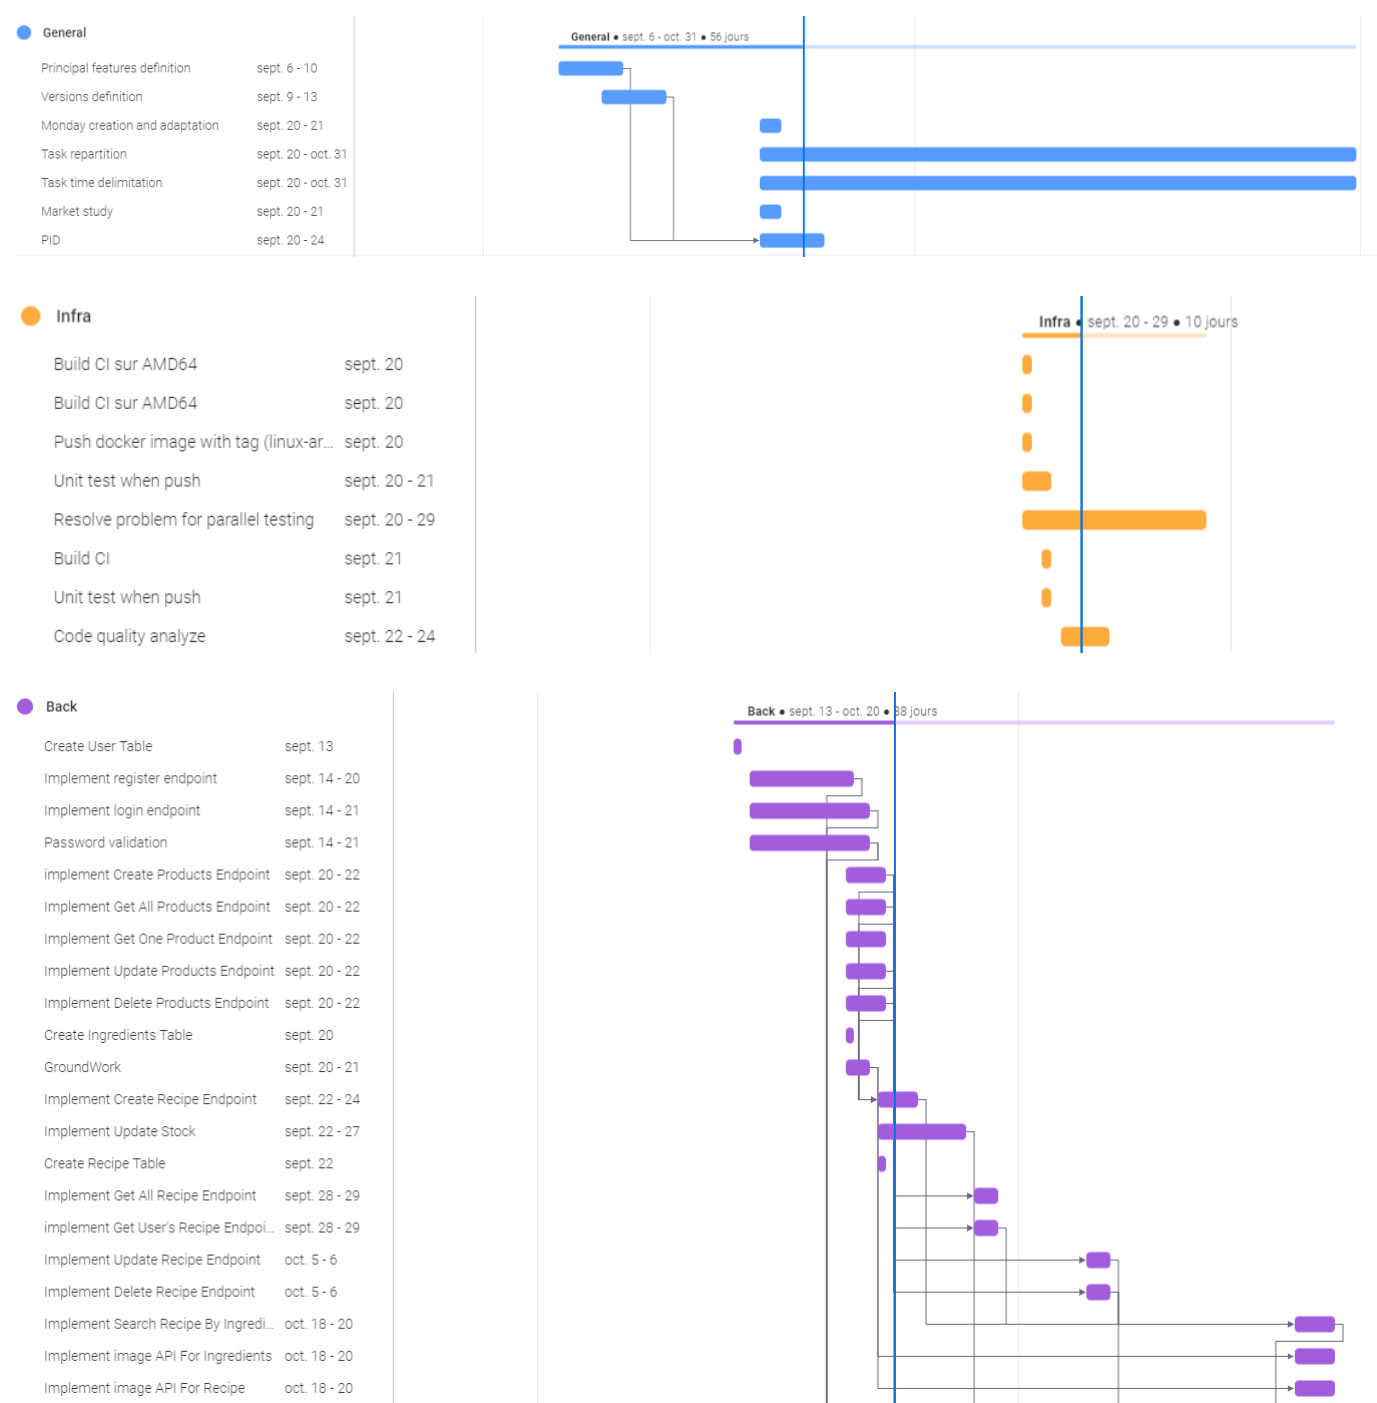 General
General • sept. 6 - oct. 31 • 56 jours
Principal features definition sept. 6 - 10
Versions definition sept. 9 - 13
Monday creation and adaptation sept. 20 - 21
Task repartition sept. 20 - oct. 31
Task time delimitation sept. 20 - oct. 31
Market study sept. 20 - 21
PID sept. 20 - 24
Infra
Infra • sept. 20 - 29 • 10 jours
Build CI sur AMD64 sept. 20
Build CI sur AMD64 sept. 20
Push docker image with tag (linux-ar... sept. 20
Unit test when push sept. 20 - 21
Resolve problem for parallel testing sept. 20 - 29
Build CI sept. 21
Unit test when push sept. 21
Code quality analyze sept. 22 - 24
Back
Back • sept. 13 - oct. 20 • 38 jours
Create User Table sept. 13
Implement register endpoint sept. 14 - 20
Implement login endpoint sept. 14 - 21
Password validation sept. 14 - 21
implement Create Products Endpoint sept. 20 - 22
Implement Get All Products Endpoint sept. 20 - 22
Implement Get One Product Endpoint sept. 20 - 22
Implement Update Products Endpoint sept. 20 - 22
Implement Delete Products Endpoint sept. 20 - 22
Create Ingredients Table sept. 20
GroundWork sept. 20 - 21
Implement Create Recipe Endpoint sept. 22 - 24
Implement Update Stock sept. 22 - 27
Create Recipe Table sept. 22
Implement Get All Recipe Endpoint sept. 28 - 29
implement Get User's Recipe Endpoi... sept. 28 - 29
Implement Update Recipe Endpoint oct. 5 - 6
Implement Delete Recipe Endpoint oct. 5 - 6
Implement Search Recipe By Ingredi... oct. 18 - 20
Implement image API For Ingredients oct. 18 - 20
Implement image API For Recipe oct. 18 - 20